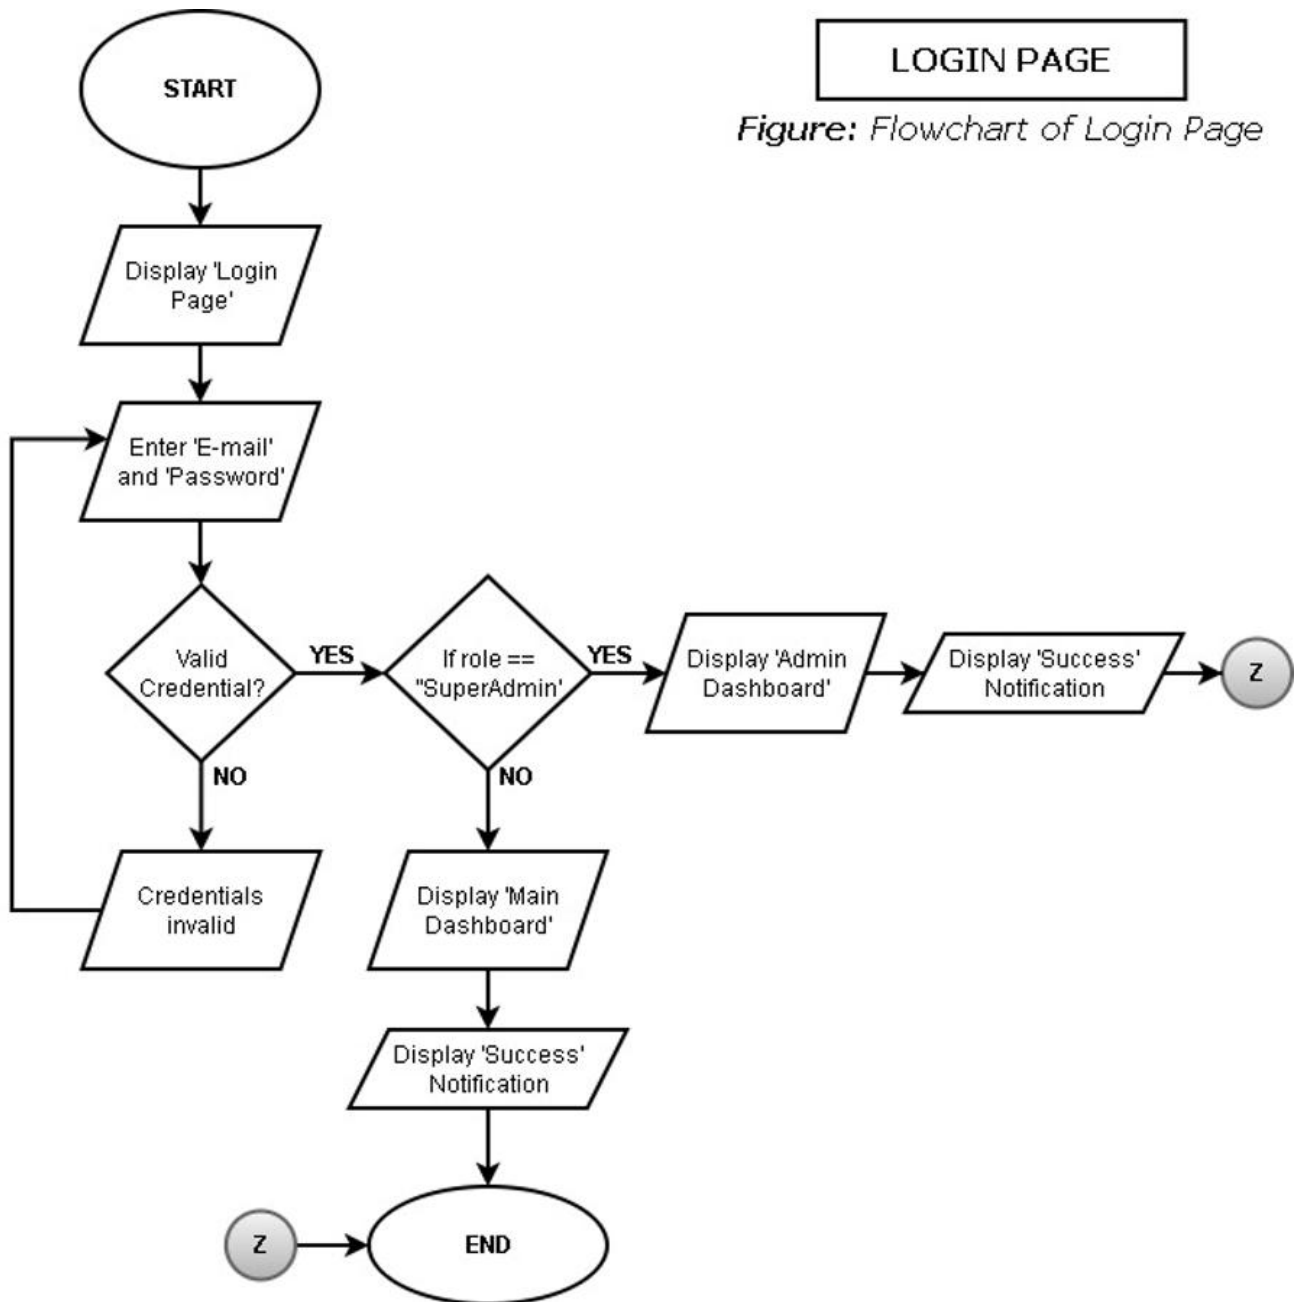 START
LOGIN PAGE
Figure: Flowchart of Login Page
Display 'Login
Page'
Enter 'E-mail'
and 'Password'
Valid
Credential?
YES
If role ==
"SuperAdmin'
YES
Display 'Admin
Dashboard'
Display 'Success'
Notification
Z
NO
NO
Credentials
invalid
Display 'Main
Dashboard'
Display 'Success'
Notification
Z
END